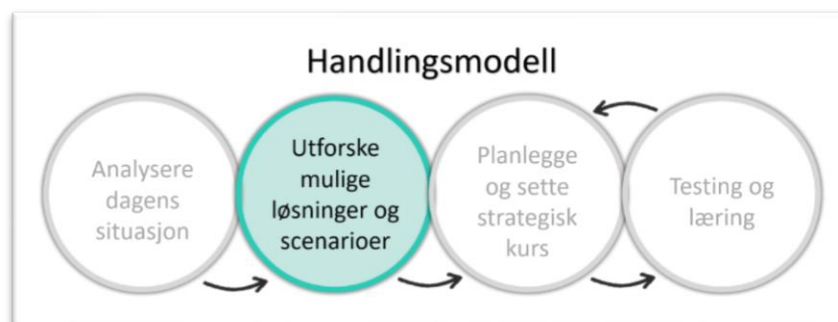 Handlingsmodell
Analysere
dagens
situasjon
Utforske
mulige
løsninger og
scenarioer
Planlegge
og sette
strategisk
kurs
Testing og
læring